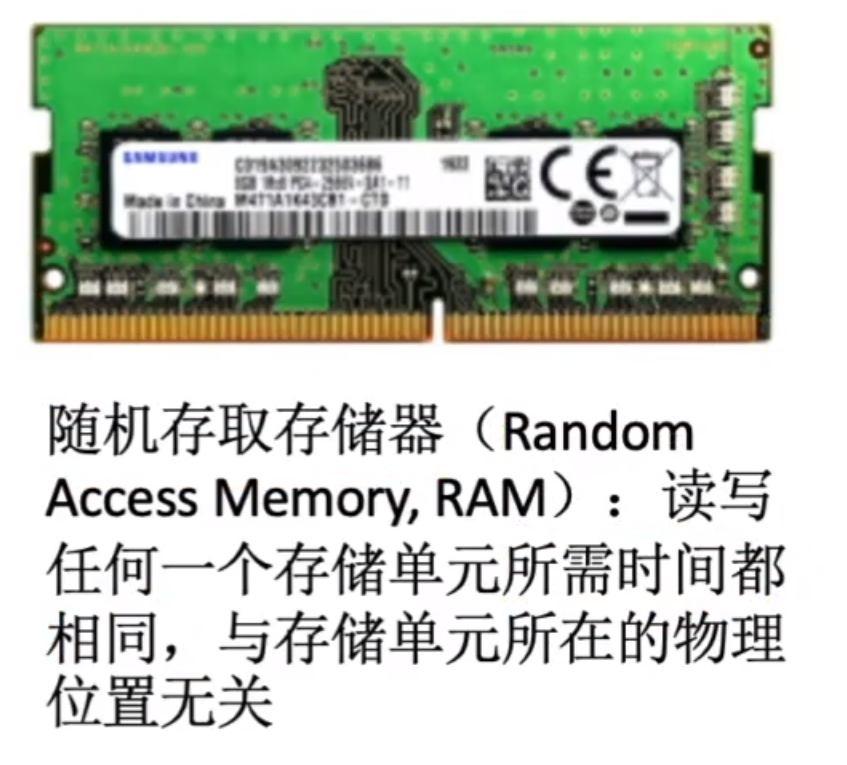 SAMSUNG
Made in China
CE
随机存取存储器（Random
Access Memory, RAM）：读写
任何一个存储单元所需时间都
相同，与存储单元所在的物理
位置无关